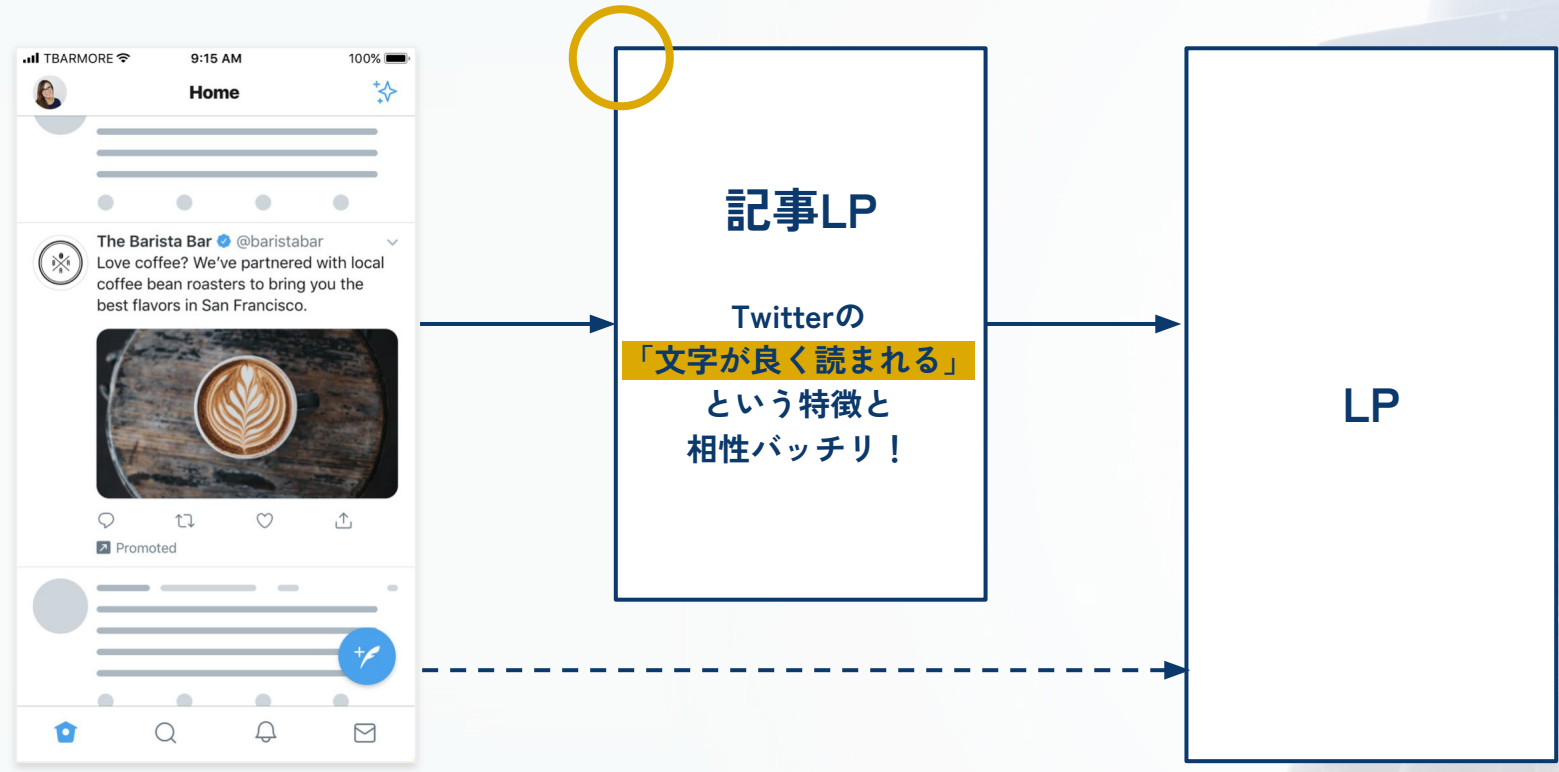 TBARMORE 9:15 AM 100%
Home
The Barista Bar @baristabar
Love coffee? We've partnered with local
coffee bean roasters to bring you the
best flavors in San Francisco.
Promoted
記事LP
Twitterの
「文字が良く読まれる」
という特徴と
相性バッチリ！
LP